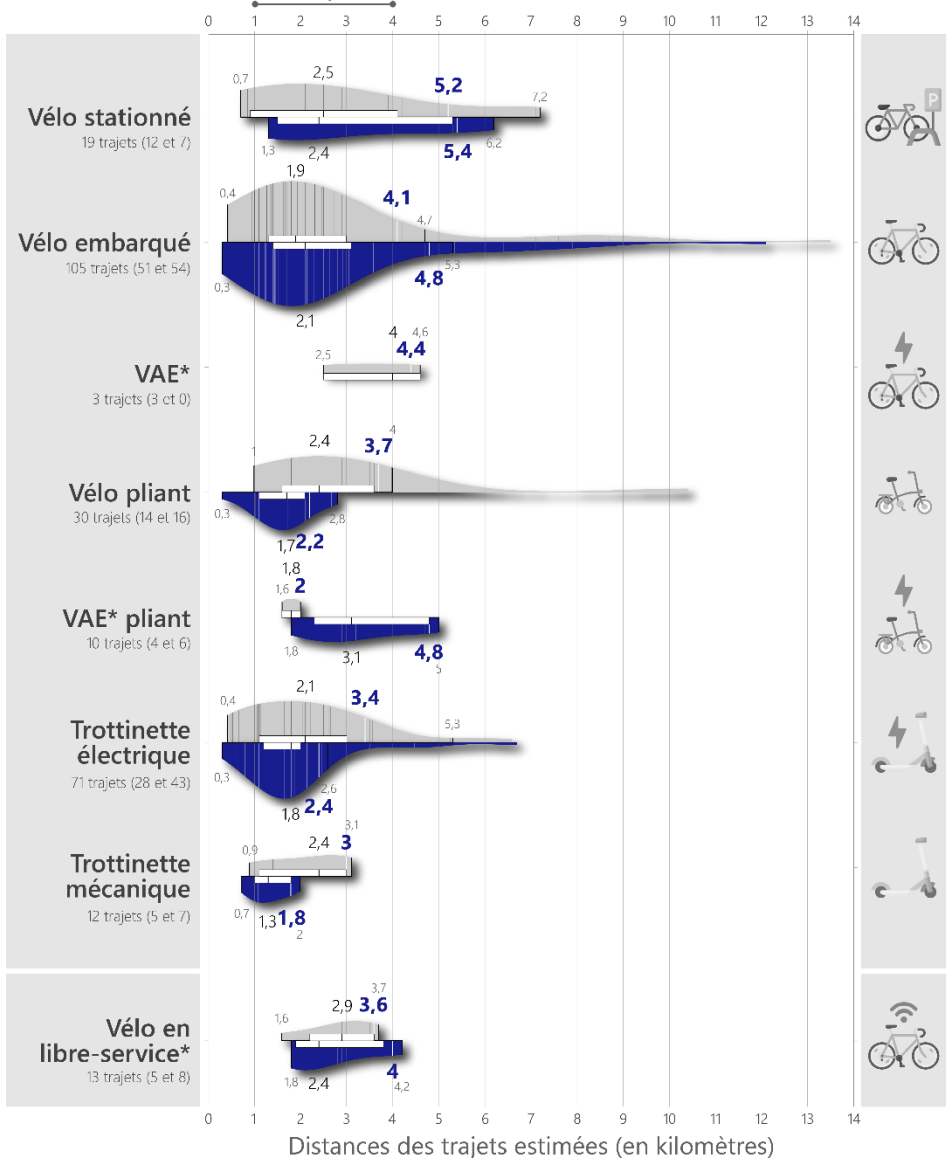 0 1 2 3 4 5 6 7 8 9 10 11 12 13 14
Vélo stationné
19 trajets (12 et 7)
0,7 2,5 5,2 7,2
1,3 2,4 5,4 6,2
P
Vélo embarqué
105 trajets (51 et 54)
0,4 1,9 4,1 4,7
0,3 2,1 4,8 5,3
VAE*
3 trajets (3 et 0)
2,5 4 4,4 4,6
Vélo pliant
30 trajets (14 et 16)
1 2,4 3,7 4
0,3 1,7 2,2 2,8
VAE* pliant
10 trajets (4 et 6)
1,6 1,8 2
1,8 3,1 4,8 5
Trottinette
électrique
71 trajets (28 et 43)
0,4 2,1 3,4 5,3
0,3 1,8 2,4 2,6
Trottinette
mécanique
12 trajets (5 et 7)
0,9 2,4 3 3,1
0,7 1,3 1,8 2
Vélo en
libre-service*
13 trajets (5 et 8)
1,6 2,9 3,6 3,7
1,8 2,4 4 4,2
0 1 2 3 4 5 6 7 8 9 10 11 12 13 14
Distances des trajets estimées (en kilomètres)